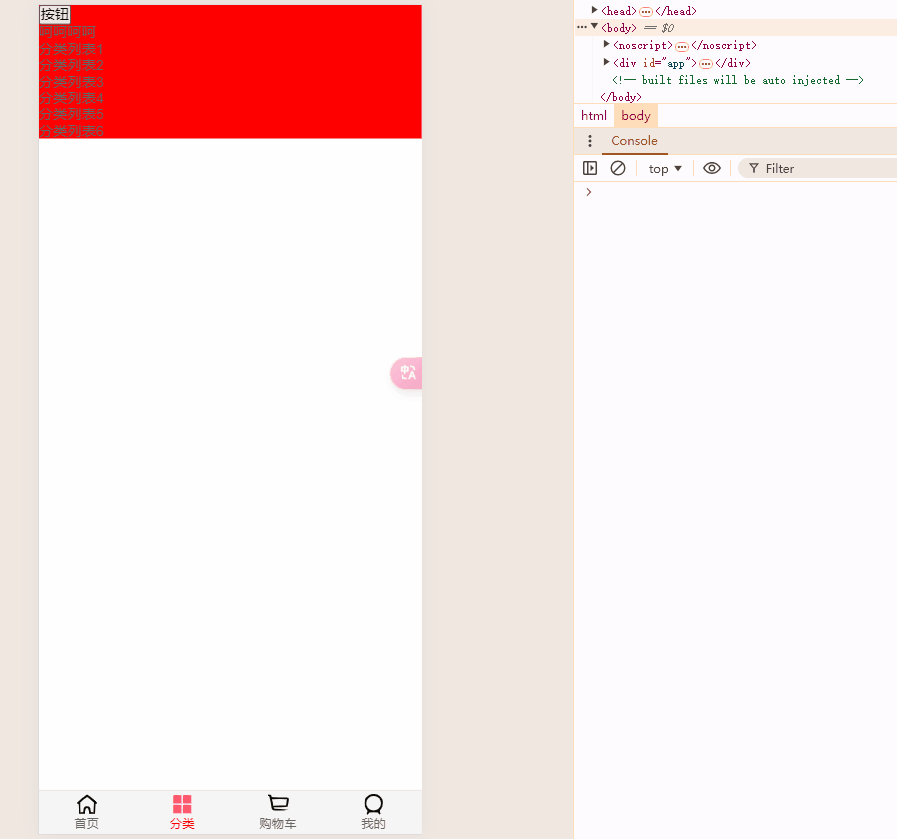 按钮
呵呵呵呵
分类列表1
分类列表2
分类列表3
分类列表4
分类列表5
分类列表6
首页
分类
购物车
我的
<head>…</head>
… <body> == $0
<noscript>…</noscript>
<div id="app">…</div>
<!-- built files will be auto injected -->
</body>
html body
Console
top Filter